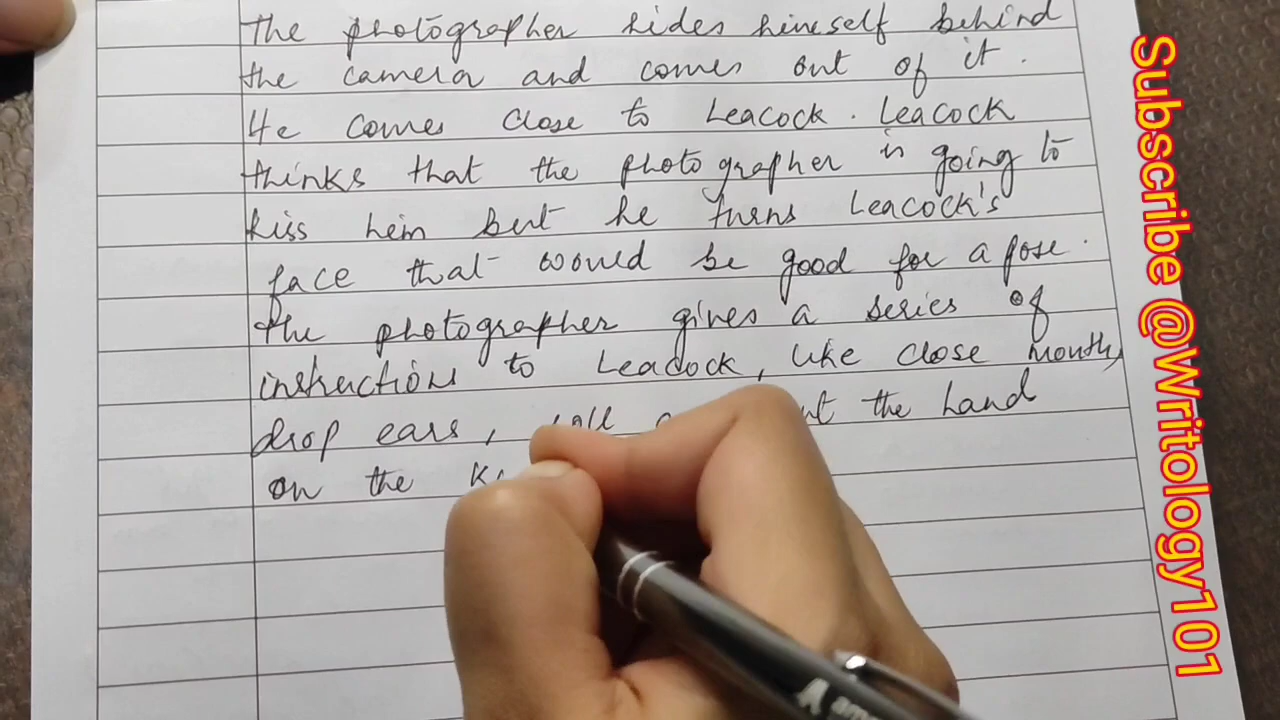 the photographer hides himself behind
the camera and comes out of it.
He comes close to Leacock. Leacock
thinks that the photographer is going to
kiss him but he turns Leacock's
face that would be good for a pose.
the photographer gives a series of
instruction to Leacock, like close mouth,
drop ears, roll the hand
on the
Subscribe @Writology101